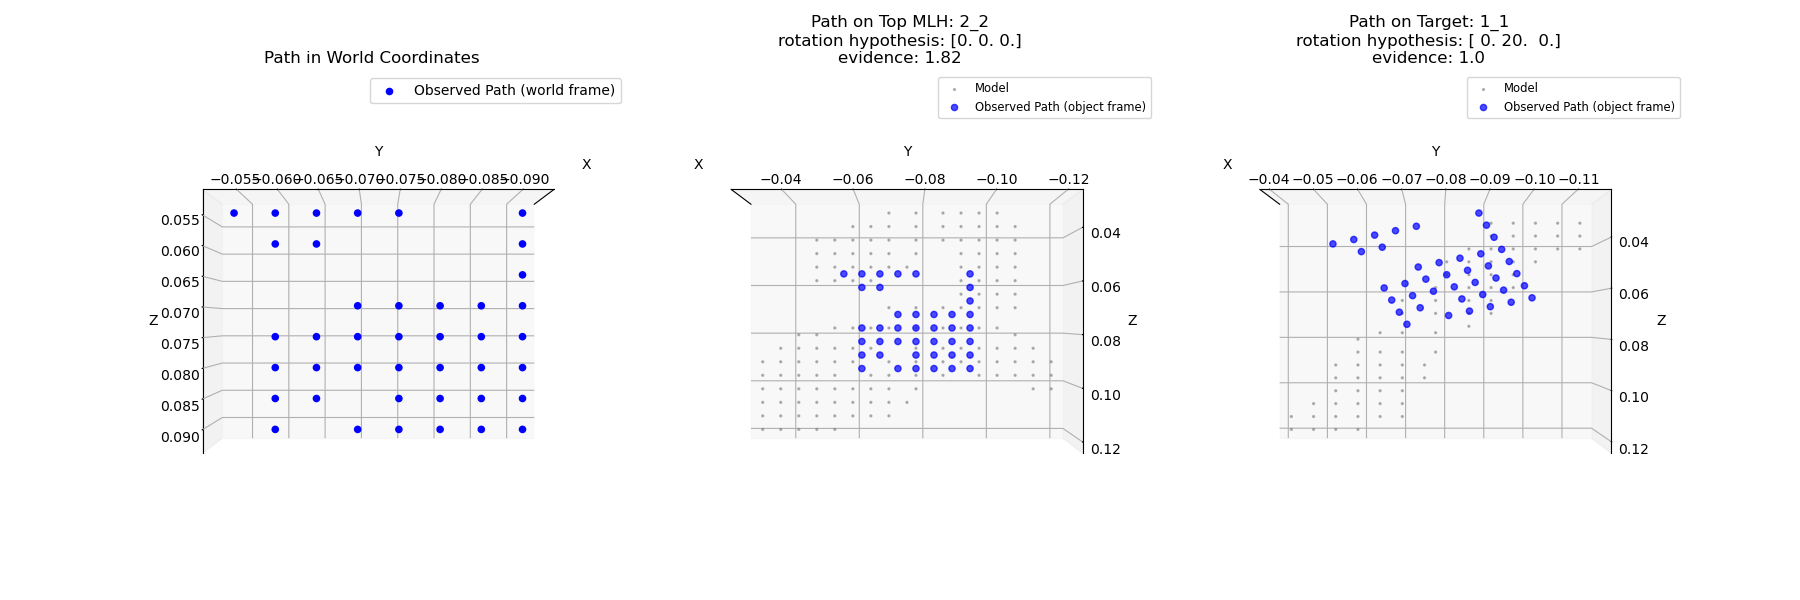 Path in World Coordinates
Observed Path (world frame)
Y
X
−0.055 −0.060 −0.065 −0.070 −0.075 −0.080 −0.085 −0.090
Z
0.055
0.060
0.065
0.070
0.075
0.080
0.085
0.090
Path on Top MLH: 2_2
rotation hypothesis: [0. 0. 0.]
evidence: 1.82
Model
Observed Path (object frame)
Y
X
−0.04 −0.06 −0.08 −0.10 −0.12
Z
0.04
0.06
0.08
0.10
0.12
Path on Target: 1_1
rotation hypothesis: [ 0. 20.  0.]
evidence: 1.0
Model
Observed Path (object frame)
Y
X
−0.04 −0.05 −0.06 −0.07 −0.08 −0.09 −0.10 −0.11
Z
0.04
0.06
0.08
0.10
0.12